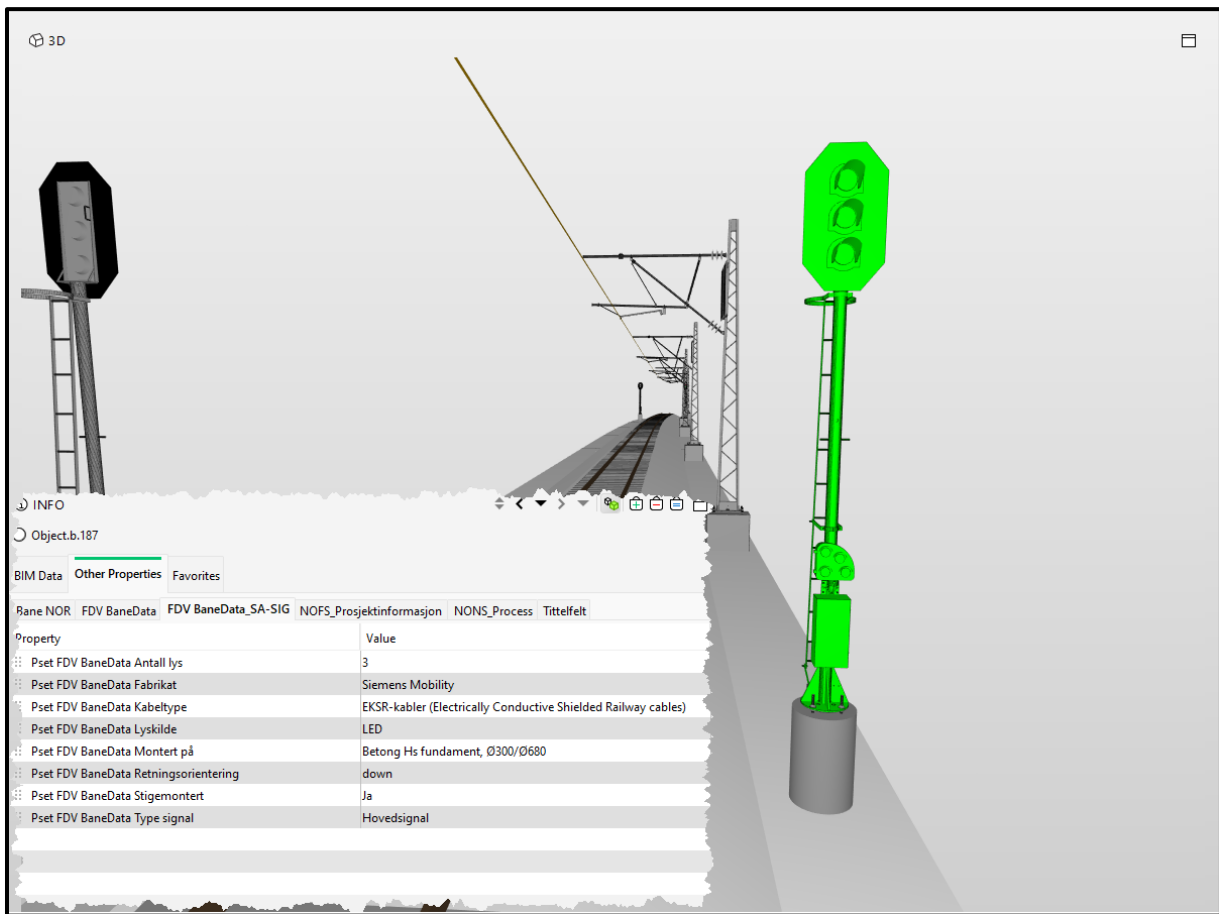 3D
INFO
Object.b.187
BIM Data Other Properties Favorites
Bane NOR FDV BaneData FDV BaneData_SA-SIG NOFS_Prosjektinformasjon NONS_Process Tittelfelt
Property Value
Pset FDV BaneData Antall lys 3
Pset FDV BaneData Fabrikat Siemens Mobility
Pset FDV BaneData Kabeltype EKSR-kabler (Electrically Conductive Shielded Railway cables)
Pset FDV BaneData Lyskilde LED
Pset FDV BaneData Montert på Betong Hs fundament, Ø300/Ø680
Pset FDV BaneData Retningsorientering down
Pset FDV BaneData Stigemontert Ja
Pset FDV BaneData Type signal Hovedsignal